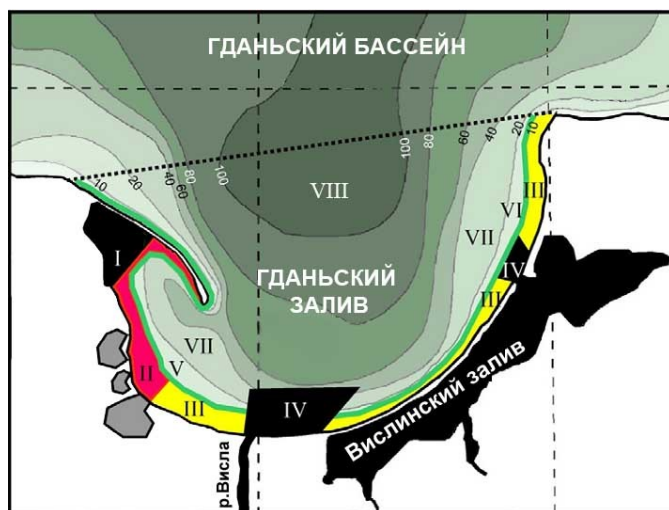 ГДАНЬСКИЙ БАССЕЙН
100 80 60 40 20 10
10 20 40 60 80 100
VIII
III
VI
VII
I
IV
ГДАНЬСКИЙ
ЗАЛИВ
III
VII
II
V
III
IV
Вислинский залив
р.Висла